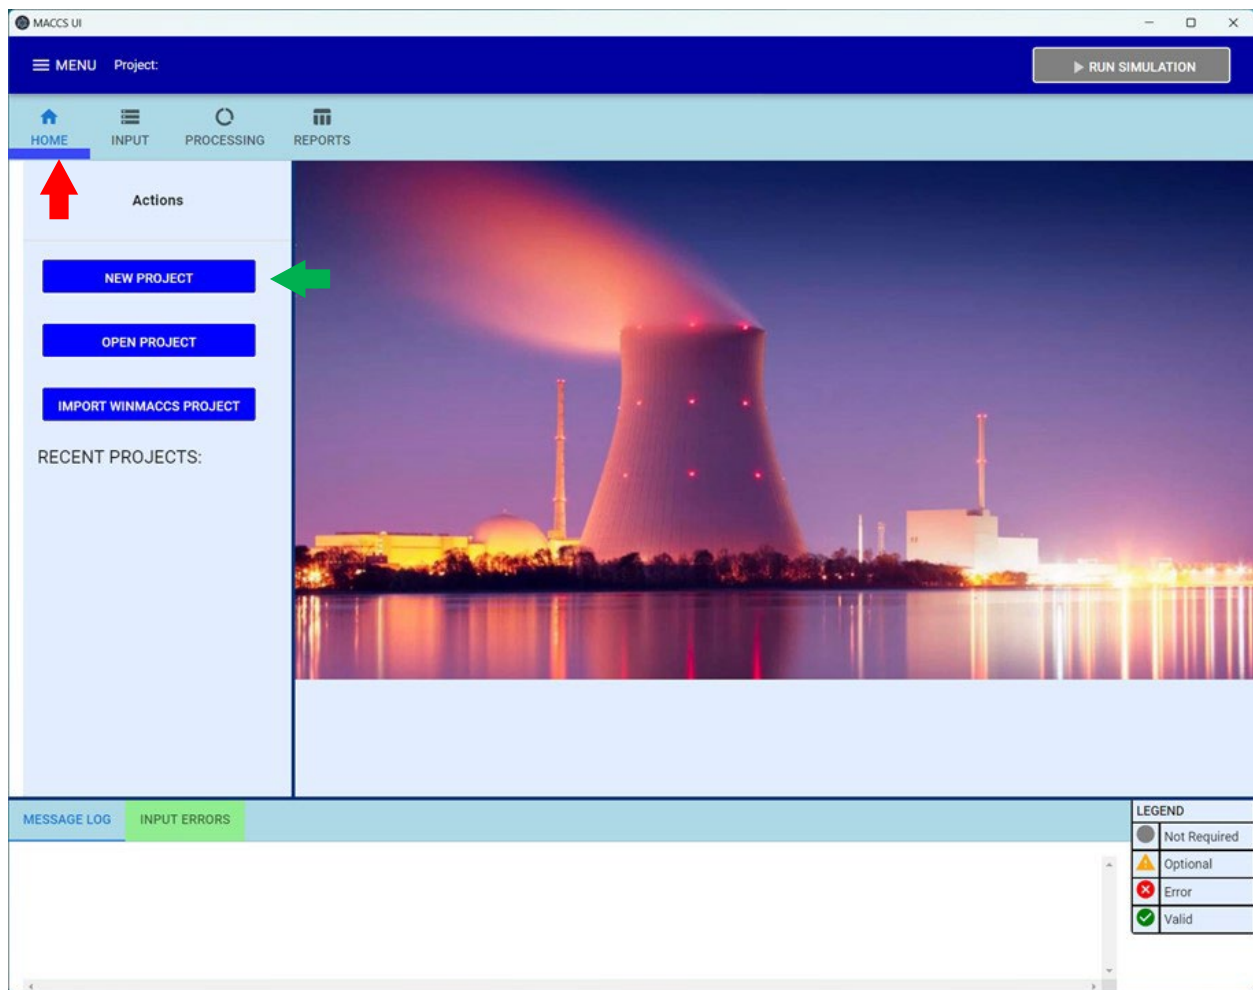 MACCS UI
MENU Project: RUN SIMULATION
HOME INPUT PROCESSING REPORTS
Actions
NEW PROJECT
OPEN PROJECT
IMPORT WINMACCS PROJECT
RECENT PROJECTS:
MESSAGE LOG INPUT ERRORS
LEGEND
Not Required
Optional
Error
Valid